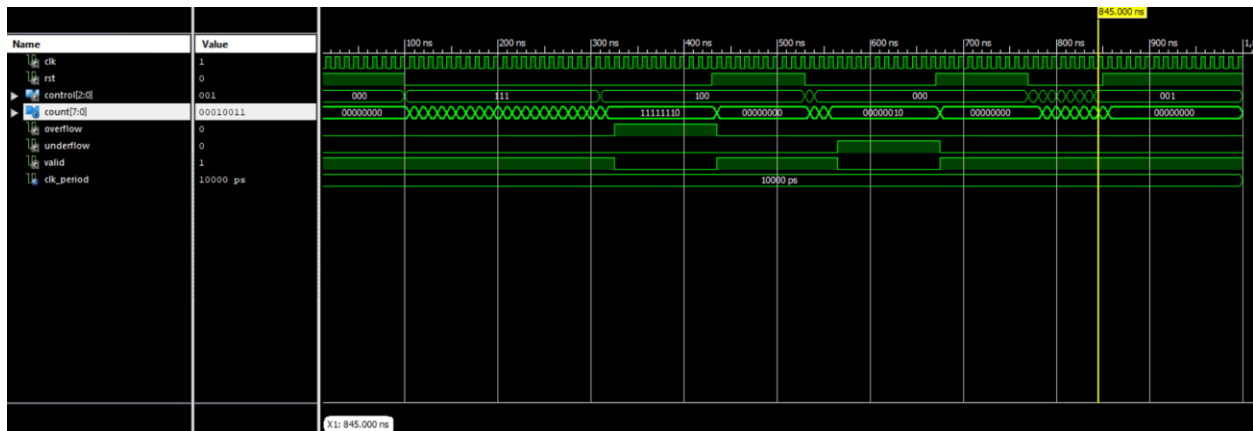 845.000 ns
Name Value
100 ns 200 ns 300 ns 400 ns 500 ns 600 ns 700 ns 800 ns 900 ns
clk 1
rst 0
control[2:0] 001 000 111 100 000 001
count[7:0] 00010011 00000000 11111110 00000000 00000010 00000000 00000000
overflow 0
underflow 0
valid 1
clk_period 10000 ps 10000 ps
X1: 845.000 ns